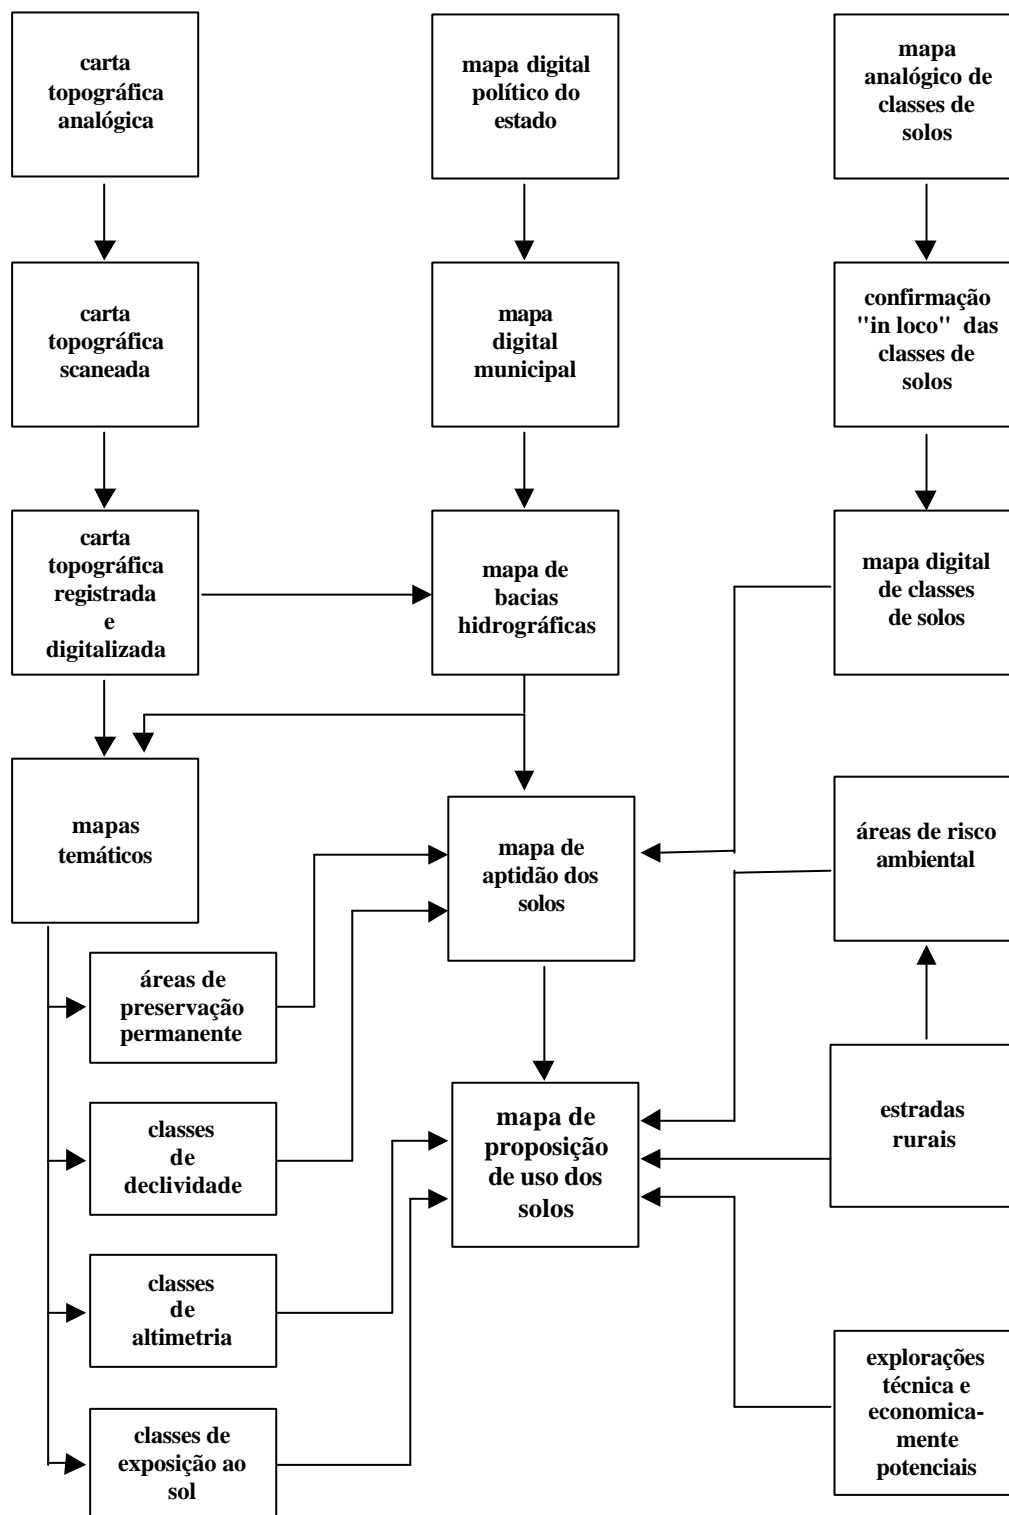 carta
topográfica
analógica
mapa digital
político do
estado
mapa
analógico de
classes de
solos
carta
topográfica
scaneada
mapa
digital
municipal
confirmação
"in loco" das
classes de
solos
carta
topográfica
registrada
e
digitalizada
mapa de
bacias
hidrográficas
mapa digital
de classes
de solos
mapas
temáticos
mapa de
aptidão dos
solos
áreas de risco
ambiental
áreas de
preservação
permanente
classes
de
declividade
mapa de
proposição
de uso dos
solos
estradas
rurais
classes
de
altimetria
explorações
técnica e
economica-
mente
potenciais
classes de
exposição ao
sol